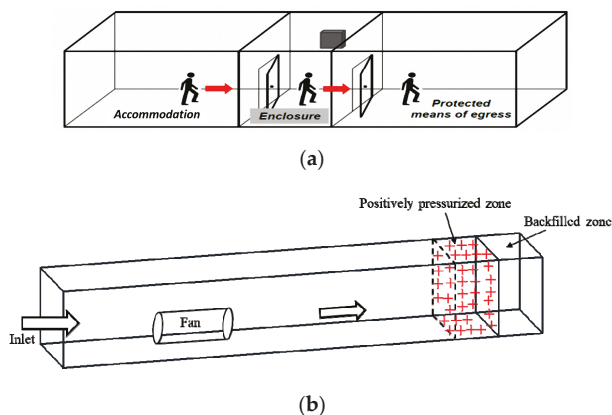 Accommodation
Enclosure
Protected
means of egress
(a)
Positively pressurized zone
Backfilled zone
Inlet
Fan
(b)